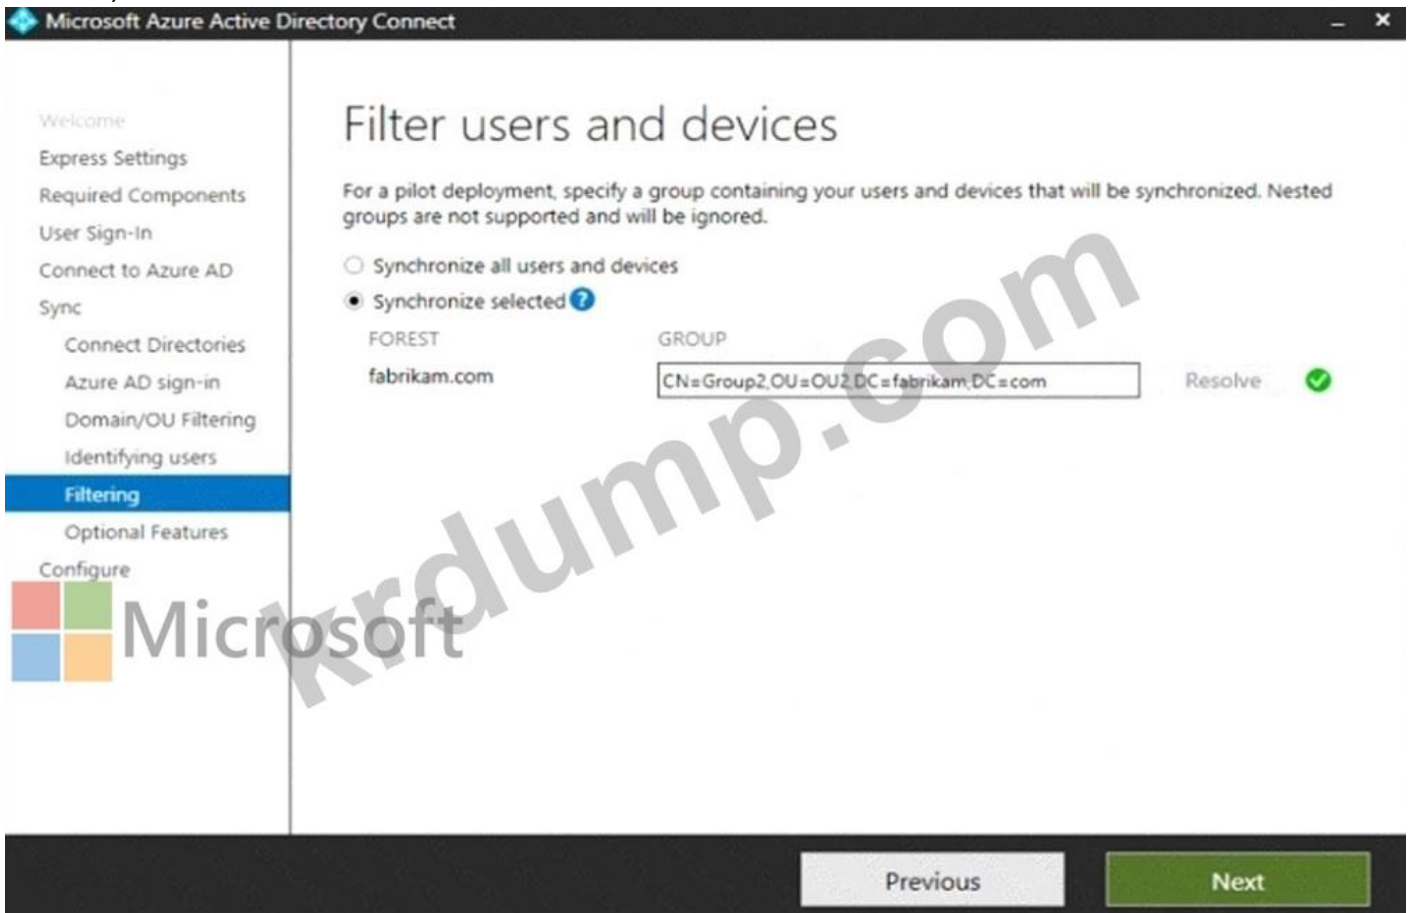 Microsoft Azure Active Directory Connect
Welcome
Express Settings
Required Components
User Sign-In
Connect to Azure AD
Sync
Connect Directories
Azure AD sign-in
Domain/OU Filtering
Identifying users
Filtering
Optional Features
Configure
Microsoft
Filter users and devices
For a pilot deployment, specify a group containing your users and devices that will be synchronized. Nested
groups are not supported and will be ignored.
Synchronize all users and devices
Synchronize selected ?
FOREST GROUP
fabrikam.com CN=Group2,OU=OU2,DC=fabrikam,DC=com Resolve
krdump.com
Previous Next